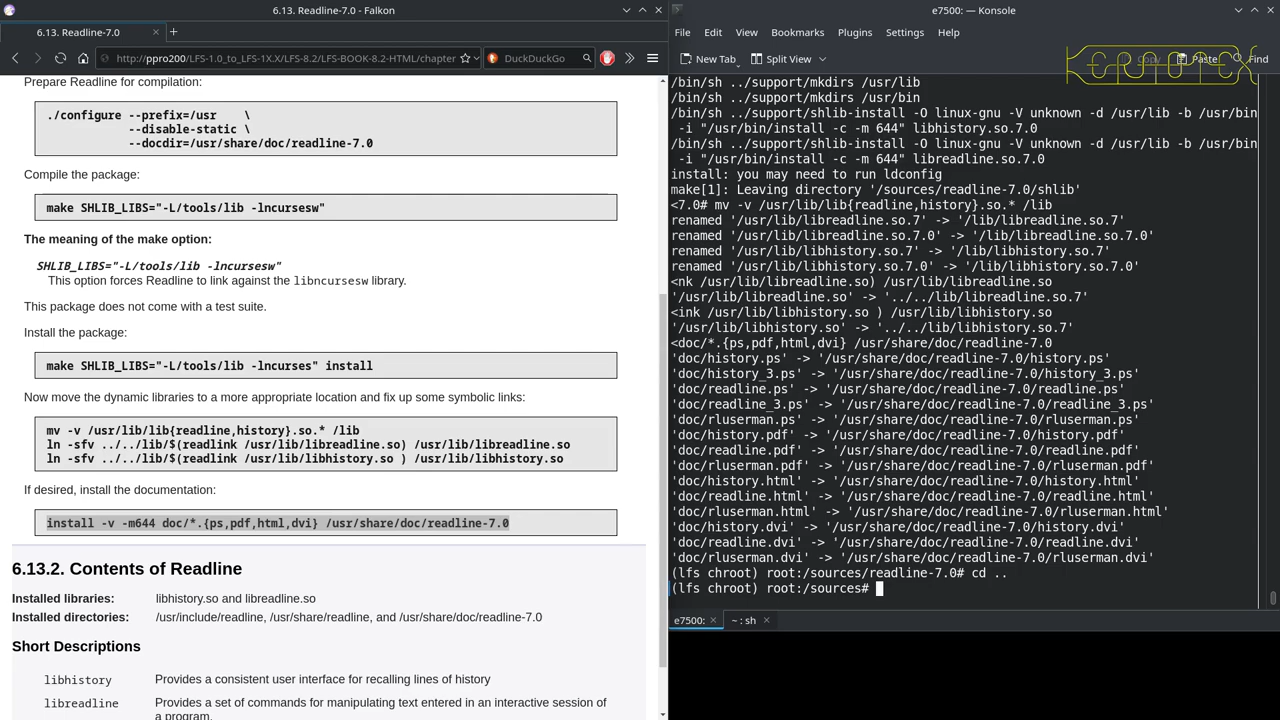 6.13. Readline-7.0 - Falkon
6.13. Readline-7.0
http://ppro200/LFS-1.0_to_LFS-1X.X/LFS-8.2/LFS-BOOK-8.2-HTML/chapter
DuckDuckGo
Prepare Readline for compilation:
./configure --prefix=/usr    \
--disable-static \
--docdir=/usr/share/doc/readline-7.0
Compile the package:
make SHLIB_LIBS="-L/tools/lib -lncursesw"
The meaning of the make option:
SHLIB_LIBS="-L/tools/lib -lncursesw"
This option forces Readline to link against the libncursesw library.
This package does not come with a test suite.
Install the package:
make SHLIB_LIBS="-L/tools/lib -lncurses" install
Now move the dynamic libraries to a more appropriate location and fix up some symbolic links:
mv -v /usr/lib/lib{readline,history}.so.* /lib
ln -sfv ../../lib/$(readlink /usr/lib/libreadline.so) /usr/lib/libreadline.so
ln -sfv ../../lib/$(readlink /usr/lib/libhistory.so ) /usr/lib/libhistory.so
If desired, install the documentation:
install -v -m644 doc/*.{ps,pdf,html,dvi} /usr/share/doc/readline-7.0
6.13.2. Contents of Readline
Installed libraries: libhistory.so and libreadline.so
Installed directories: /usr/include/readline, /usr/share/readline, and /usr/share/doc/readline-7.0
Short Descriptions
libhistory Provides a consistent user interface for recalling lines of history
libreadline Provides a set of commands for manipulating text entered in an interactive session of
a program.
e7500: — Konsole
File Edit View Bookmarks Plugins Settings Help
New Tab Split View Copy Paste Find
/bin/sh ../support/mkdirs /usr/lib
/bin/sh ../support/mkdirs /usr/bin
/bin/sh ../support/shlib-install -O linux-gnu -V unknown -d /usr/lib -b /usr/bin
-i "/usr/bin/install -c -m 644" libhistory.so.7.0
/bin/sh ../support/shlib-install -O linux-gnu -V unknown -d /usr/lib -b /usr/bin
-i "/usr/bin/install -c -m 644" libreadline.so.7.0
install: you may need to run ldconfig
make[1]: Leaving directory '/sources/readline-7.0/shlib'
<7.0# mv -v /usr/lib/lib{readline,history}.so.* /lib
renamed '/usr/lib/libreadline.so.7' -> '/lib/libreadline.so.7'
renamed '/usr/lib/libreadline.so.7.0' -> '/lib/libreadline.so.7.0'
renamed '/usr/lib/libhistory.so.7' -> '/lib/libhistory.so.7'
renamed '/usr/lib/libhistory.so.7.0' -> '/lib/libhistory.so.7.0'
<nk /usr/lib/libreadline.so) /usr/lib/libreadline.so
'/usr/lib/libreadline.so' -> '../../lib/libreadline.so.7'
<ink /usr/lib/libhistory.so ) /usr/lib/libhistory.so
'/usr/lib/libhistory.so' -> '../../lib/libhistory.so.7'
<doc/*.{ps,pdf,html,dvi} /usr/share/doc/readline-7.0
'doc/history.ps' -> '/usr/share/doc/readline-7.0/history.ps'
'doc/history_3.ps' -> '/usr/share/doc/readline-7.0/history_3.ps'
'doc/readline.ps' -> '/usr/share/doc/readline-7.0/readline.ps'
'doc/readline_3.ps' -> '/usr/share/doc/readline-7.0/readline_3.ps'
'doc/rluserman.ps' -> '/usr/share/doc/readline-7.0/rluserman.ps'
'doc/history.pdf' -> '/usr/share/doc/readline-7.0/history.pdf'
'doc/readline.pdf' -> '/usr/share/doc/readline-7.0/readline.pdf'
'doc/rluserman.pdf' -> '/usr/share/doc/readline-7.0/rluserman.pdf'
'doc/history.html' -> '/usr/share/doc/readline-7.0/history.html'
'doc/readline.html' -> '/usr/share/doc/readline-7.0/readline.html'
'doc/rluserman.html' -> '/usr/share/doc/readline-7.0/rluserman.html'
'doc/history.dvi' -> '/usr/share/doc/readline-7.0/history.dvi'
'doc/readline.dvi' -> '/usr/share/doc/readline-7.0/readline.dvi'
'doc/rluserman.dvi' -> '/usr/share/doc/readline-7.0/rluserman.dvi'
(lfs chroot) root:/sources/readline-7.0# cd ..
(lfs chroot) root:/sources#
e7500: ~ : sh